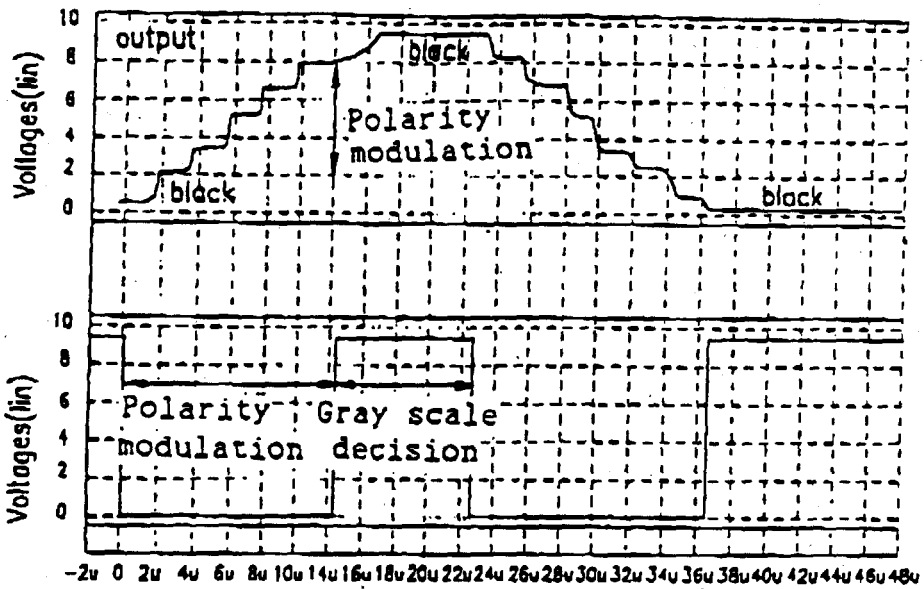 10
output
8
black
6
Voltages(lin)
Polarity
modulation
4
2
black
black
0
10
8
6
Polarity Gray scale
modulation decision
Voltages(lin)
4
2
0
-2u 0 2u 4u 6u 8u 10u 12u 14u 16u 18u 20u 22u 24u 26u 28u 30u 32u 34u 36u 38u 40u 42u 44u 46u 48u